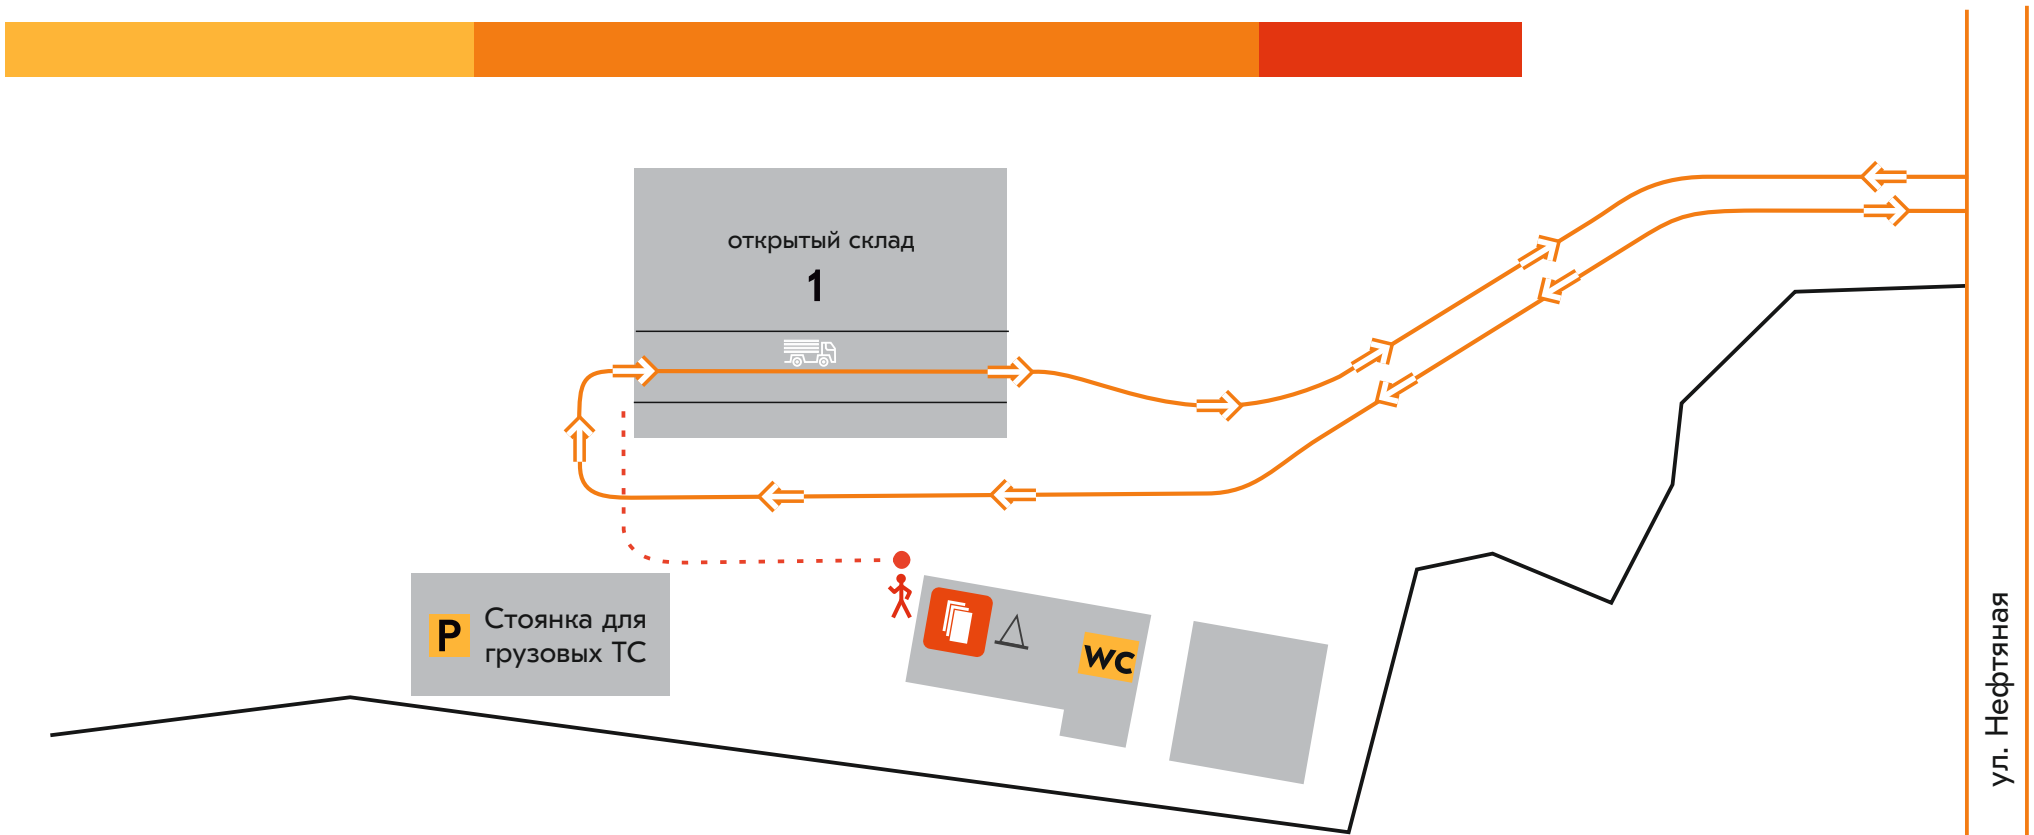 открытый склад
1
P
Стоянка для
грузовых ТС
WC
ул. Нефтяная